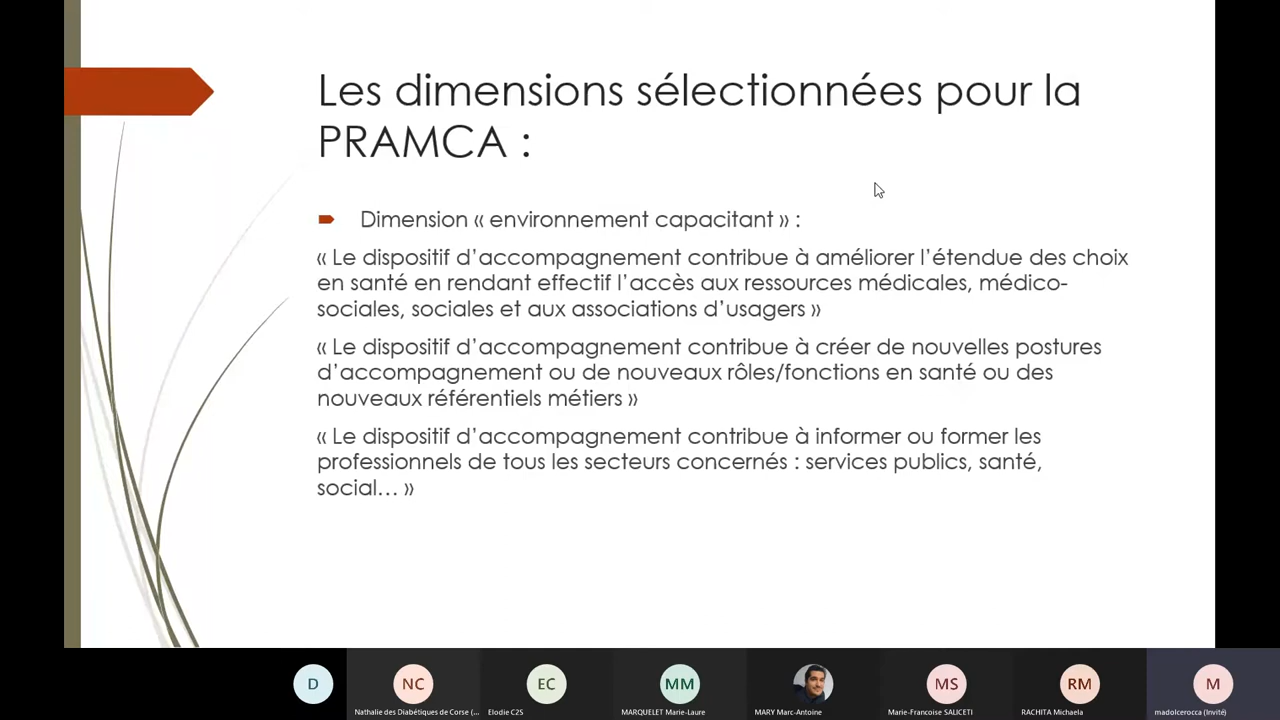 Les dimensions sélectionnées pour la
PRAMCA :
Dimension « environnement capacitant » :
« Le dispositif d’accompagnement contribue à améliorer l’étendue des choix
en santé en rendant effectif l’accès aux ressources médicales, médico-
sociales, sociales et aux associations d’usagers »
« Le dispositif d’accompagnement contribue à créer de nouvelles postures
d’accompagnement ou de nouveaux rôles/fonctions en santé ou des
nouveaux référentiels métiers »
« Le dispositif d’accompagnement contribue à informer ou former les
professionnels de tous les secteurs concernés : services publics, santé,
social... »
D NC EC MM MS RM M
Nathalie des Diabétiques de Corse (... Elodie C2S MARQUELET Marie-Laure MARY Marc-Antoine Marie-Francoise SALICETI RACHITA Michaela madolcerocca (Invité)